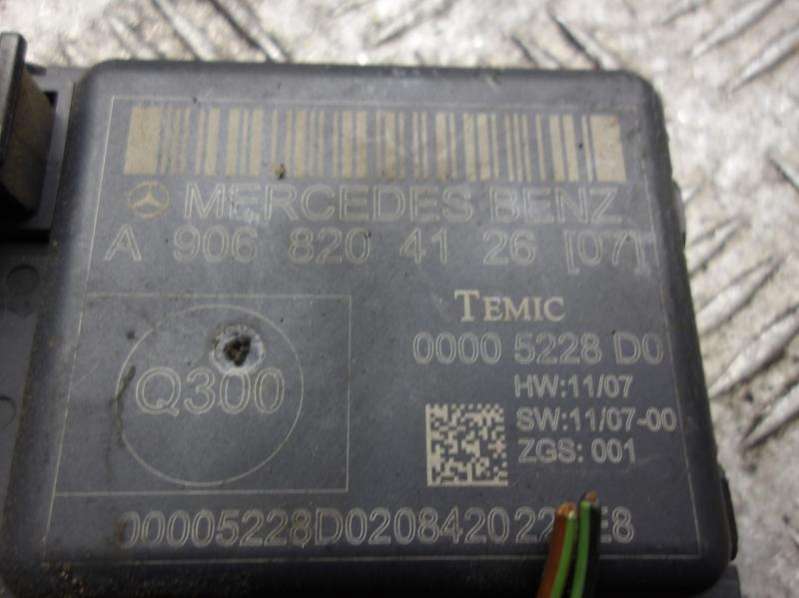 MERCEDES BENZ
A 906 820 41 26 [07]
TEMIC
0000 5228 D0
HW:11/07
SW:11/07-00
ZGS: 001
Q300